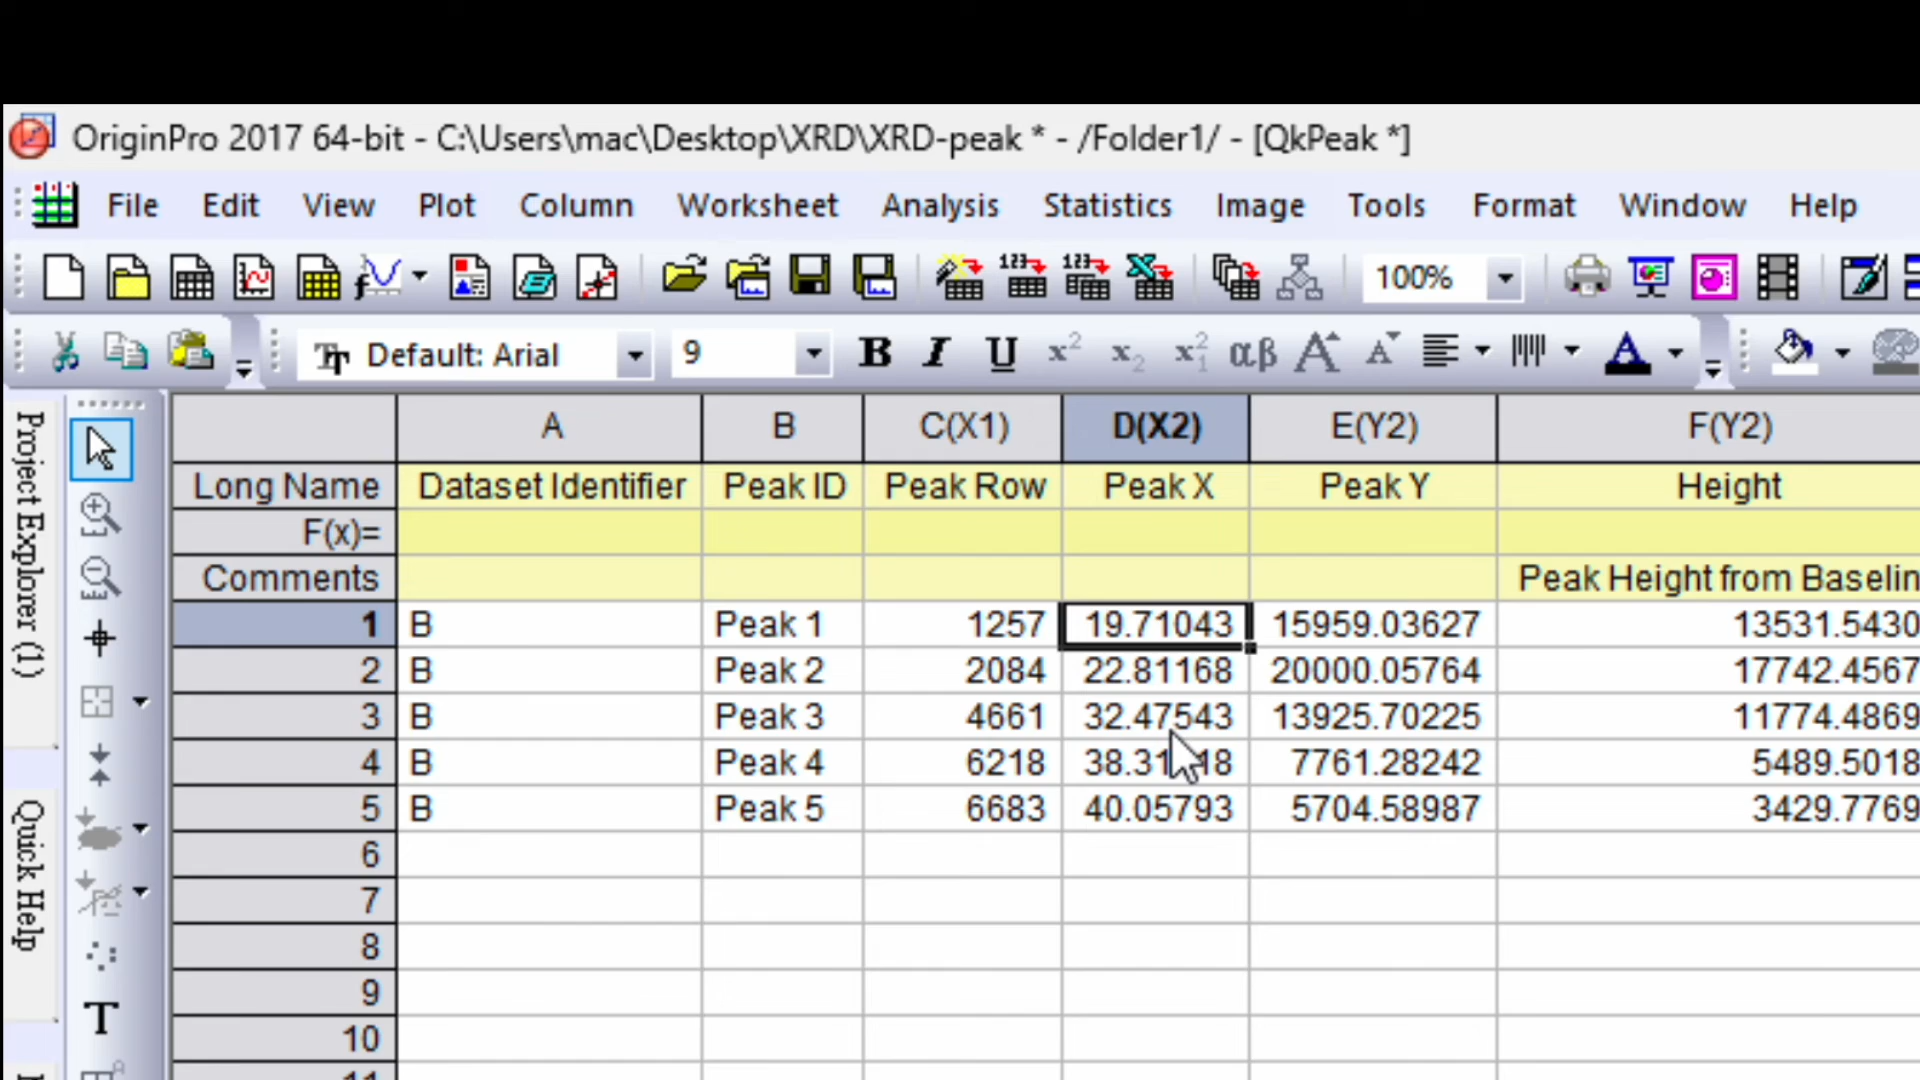 OriginPro 2017 64-bit - C:\Users\mac\Desktop\XRD\XRD-peak * - /Folder1/ - [QkPeak *]
File Edit View Plot Column Worksheet Analysis Statistics Image Tools Format Window Help
100%
Default: Arial 9 B I U x² x₂ x²₁ αβ A A A
Project Explorer (1)
Quick Help
T
A B C(X1) D(X2) E(Y2) F(Y2)
Long Name Dataset Identifier Peak ID Peak Row Peak X Peak Y Height
F(x)=
Comments Peak Height from Baselin
1 B Peak 1 1257 19.71043 15959.03627 13531.5430
2 B Peak 2 2084 22.81168 20000.05764 17742.4567
3 B Peak 3 4661 32.47543 13925.70225 11774.4869
4 B Peak 4 6218 7761.28242 5489.5018
5 B Peak 5 6683 40.05793 5704.58987 3429.7769
6
7
8
9
10
11